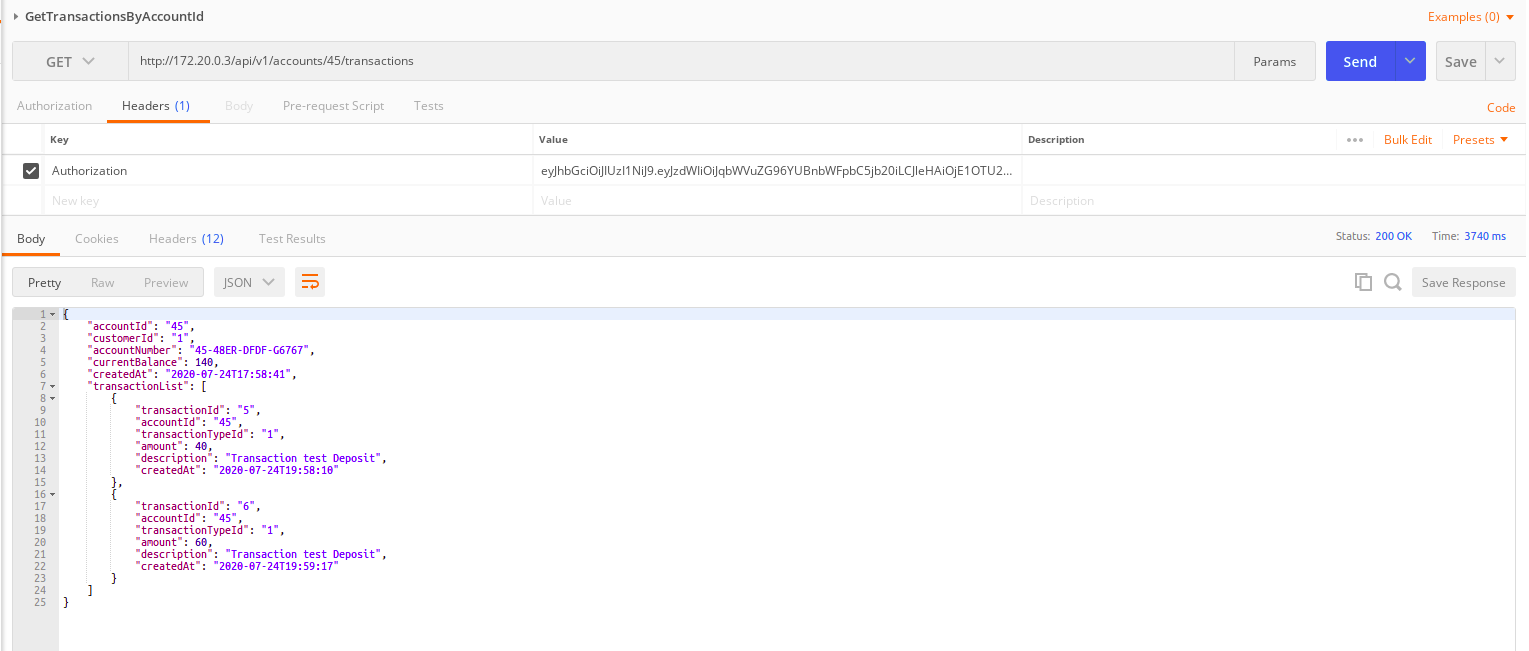 GetTransactionsByAccountId
Examples (0)
GET
http://172.20.0.3/api/v1/accounts/45/transactions
Params
Send
Save
Authorization
Headers (1)
Body
Pre-request Script
Tests
Code
Key
Value
Description
Bulk Edit
Presets
Authorization
eyJhbGciOiJIUzI1NiJ9.eyJzdWIiOiJqbWVuZG96YUBnbWFpbC5jb20iLCJleHAiOjE1OTU2...
New key
Value
Description
Body
Cookies
Headers (12)
Test Results
Status: 200 OK
Time: 3740 ms
Pretty
Raw
Preview
JSON
Save Response
1 {
2 "accountId": "45",
3 "customerId": "1",
4 "accountNumber": "45-48ER-DFDF-G6767",
5 "currentBalance": 140,
6 "createdAt": "2020-07-24T17:58:41",
7 "transactionList": [
8 {
9 "transactionId": "5",
10 "accountId": "45",
11 "transactionTypeId": "1",
12 "amount": 40,
13 "description": "Transaction test Deposit",
14 "createdAt": "2020-07-24T19:58:10"
15 },
16 {
17 "transactionId": "6",
18 "accountId": "45",
19 "transactionTypeId": "1",
20 "amount": 60,
21 "description": "Transaction test Deposit",
22 "createdAt": "2020-07-24T19:59:17"
23 }
24 ]
25 }